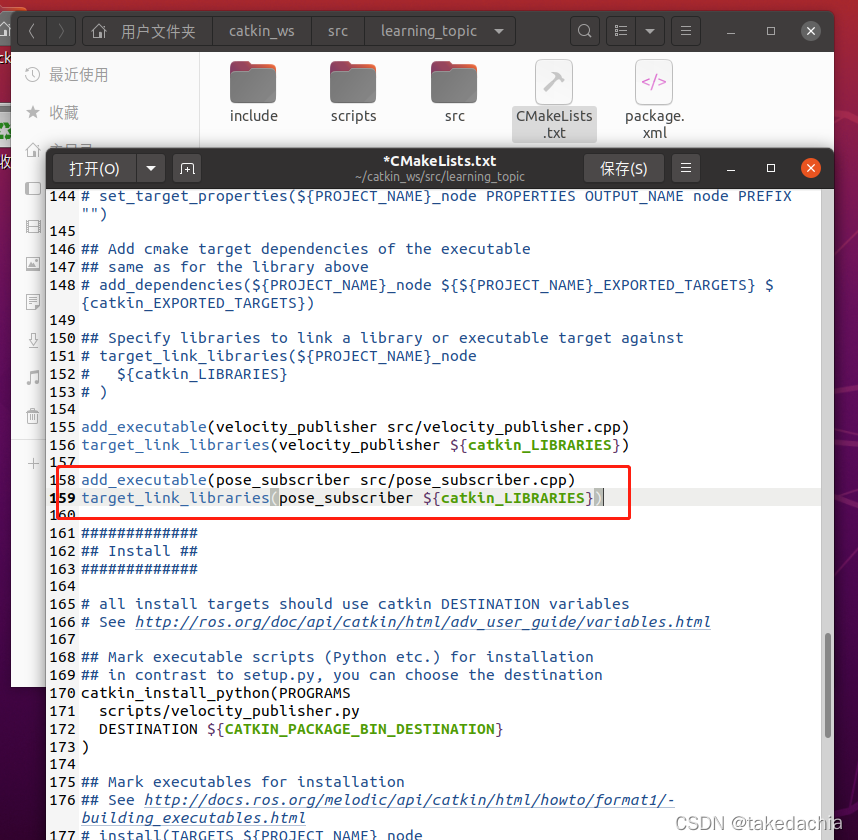 用户文件夹 catkin_ws src learning_topic
最近使用
收藏
include scripts src CMakeLists.txt package.xml
打开(O) *CMakeLists.txt 保存(S)
~/catkin_ws/src/learning_topic
144 # set_target_properties(${PROJECT_NAME}_node PROPERTIES OUTPUT_NAME node PREFIX
"")
145
146 ## Add cmake target dependencies of the executable
147 ## same as for the library above
148 # add_dependencies(${PROJECT_NAME}_node ${${PROJECT_NAME}_EXPORTED_TARGETS} $
{catkin_EXPORTED_TARGETS})
149
150 ## Specify libraries to link a library or executable target against
151 # target_link_libraries(${PROJECT_NAME}_node
152 #   ${catkin_LIBRARIES}
153 # )
154
155 add_executable(velocity_publisher src/velocity_publisher.cpp)
156 target_link_libraries(velocity_publisher ${catkin_LIBRARIES})
157
158 add_executable(pose_subscriber src/pose_subscriber.cpp)
159 target_link_libraries(pose_subscriber ${catkin_LIBRARIES})
160
161 #############
162 ## Install ##
163 #############
164
165 # all install targets should use catkin DESTINATION variables
166 # See http://ros.org/doc/api/catkin/html/adv_user_guide/variables.html
167
168 ## Mark executable scripts (Python etc.) for installation
169 ## in contrast to setup.py, you can choose the destination
170 catkin_install_python(PROGRAMS
171   scripts/velocity_publisher.py
172   DESTINATION ${CATKIN_PACKAGE_BIN_DESTINATION}
173 )
174
175 ## Mark executables for installation
176 ## See http://docs.ros.org/melodic/api/catkin/html/howto/format1/-
building_executables.html
177 # install(TARGETS ${PROJECT_NAME}_node
CSDN @takedachia